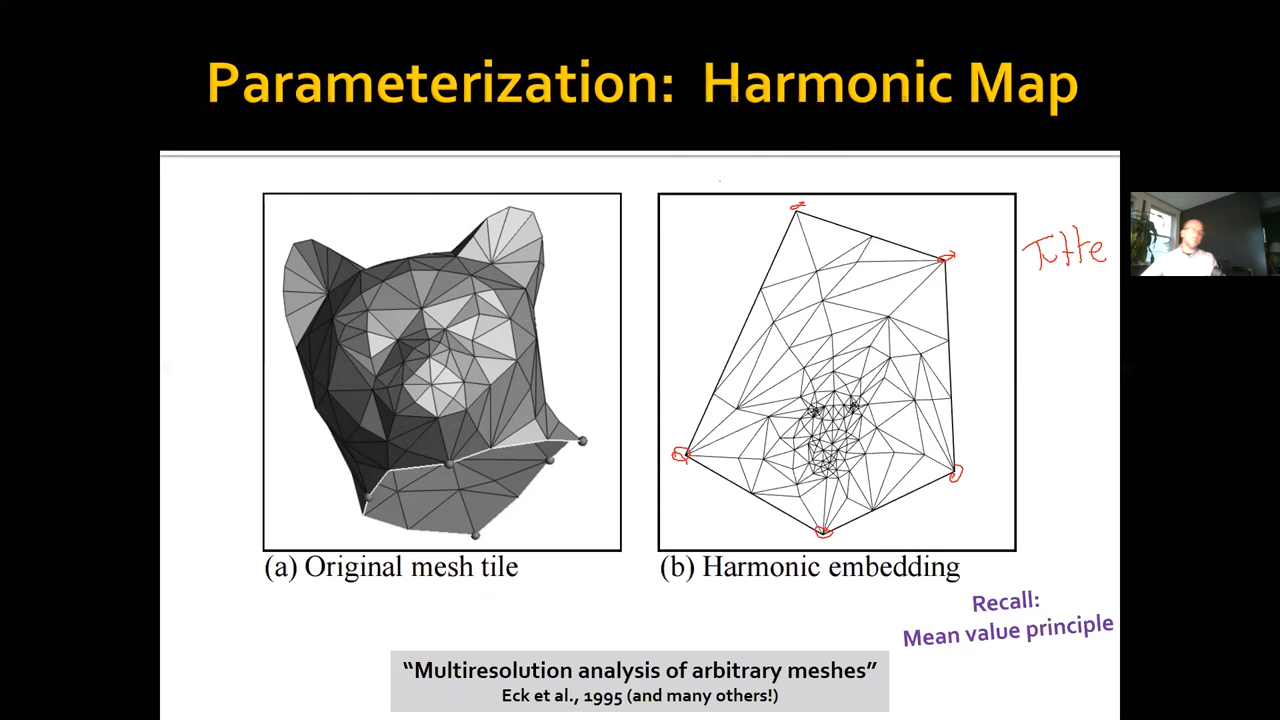 Parameterization: Harmonic Map
(a) Original mesh tile
(b) Harmonic embedding
Recall:
Mean value principle
“Multiresolution analysis of arbitrary meshes”
Eck et al., 1995 (and many others!)